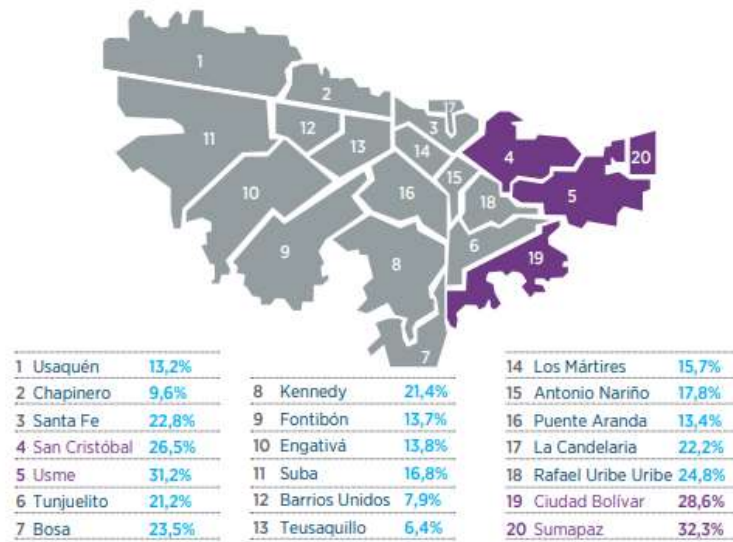 1
2
17
3
11
12
13
14
4
20
15
5
10
16
18
9
8
6
19
7
1 Usaquén 13,2%
2 Chapinero 9,6%
3 Santa Fe 22,8%
4 San Cristóbal 26,5%
5 Usme 31,2%
6 Tunjuelito 21,2%
7 Bosa 23,5%
8 Kennedy 21,4%
9 Fontibón 13,7%
10 Engativá 13,8%
11 Suba 16,8%
12 Barrios Unidos 7,9%
13 Teusaquillo 6,4%
14 Los Mártires 15,7%
15 Antonio Nariño 17,8%
16 Puente Aranda 13,4%
17 La Candelaria 22,2%
18 Rafael Uribe Uribe 24,8%
19 Ciudad Bolívar 28,6%
20 Sumapaz 32,3%